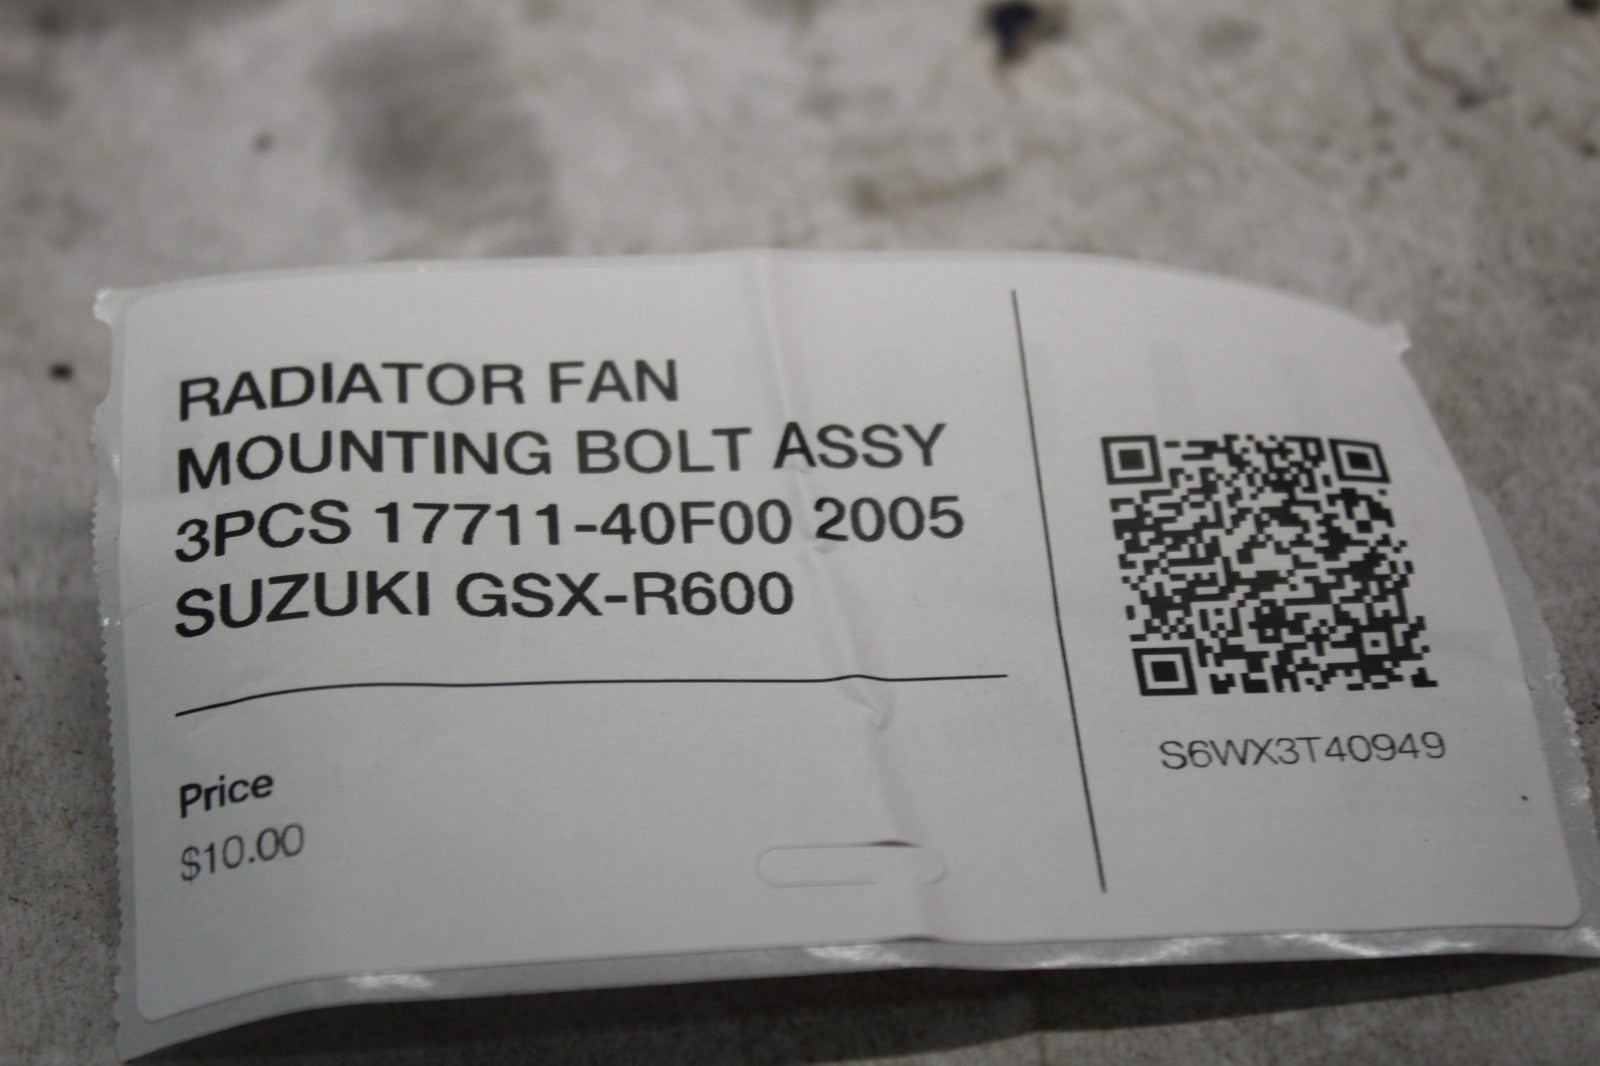 RADIATOR FAN
MOUNTING BOLT ASSY
3PCS 17711-40F00 2005
SUZUKI GSX-R600
Price
$10.00
S6WX3T40949